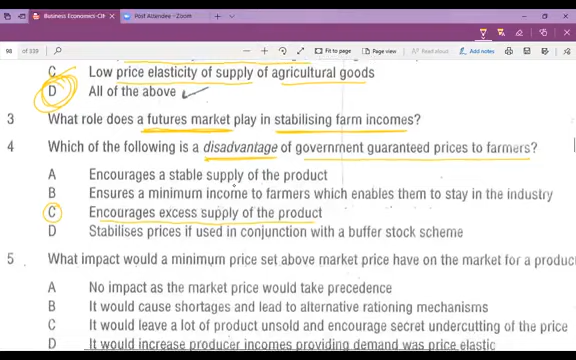 Business Economics-Oli
Post Attendee - Zoom
98 of 339
Fit to page
Page view
Read aloud
Add notes
C Low price elasticity of supply of agricultural goods
D All of the above
3 What role does a futures market play in stabilising farm incomes?
4 Which of the following is a disadvantage of government guaranteed prices to farmers?
A Encourages a stable supply of the product
B Ensures a minimum income to farmers which enables them to stay in the industry
C Encourages excess supply of the product
D Stabilises prices if used in conjunction with a buffer stock scheme
5 What impact would a minimum price set above market price have on the market for a produc
A No impact as the market price would take precedence
B It would cause shortages and lead to alternative rationing mechanisms
C It would leave a lot of product unsold and encourage secret undercutting of the price
D It would increase producer incomes providing demand was price elastic